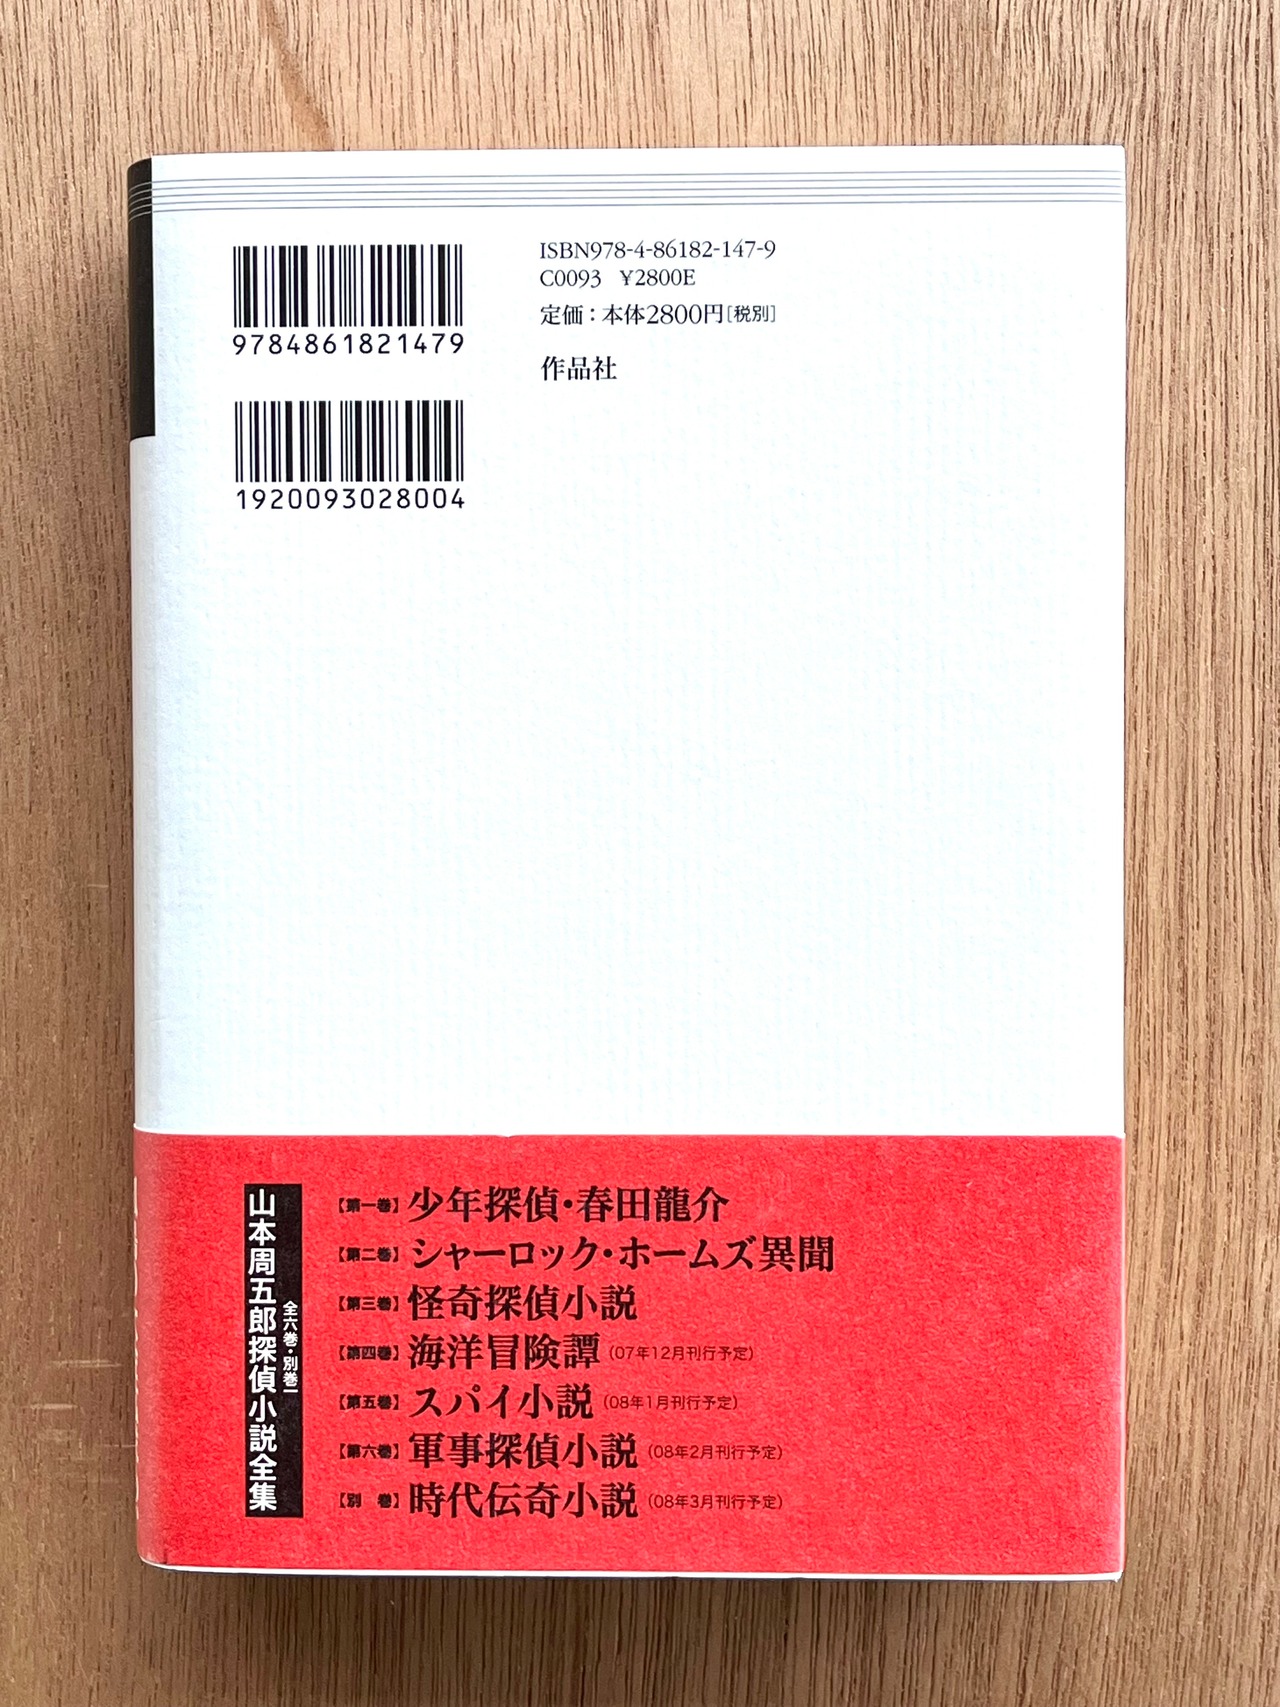 9784861821479
1920093028004
ISBN978-4-86182-147-9
C0093 ¥2800E
定価:本体2800円[税別]
作品社
山本周五郎探偵小説全集
全六巻・別巻一
【第一巻】少年探偵・春田龍介
【第二巻】シャーロック・ホームズ異聞
【第三巻】怪奇探偵小説
【第四巻】海洋冒険譚(07年12月刊行予定)
【第五巻】スパイ小説(08年1月刊行予定)
【第六巻】軍事探偵小説(08年2月刊行予定)
【別 巻】時代伝奇小説(08年3月刊行予定)